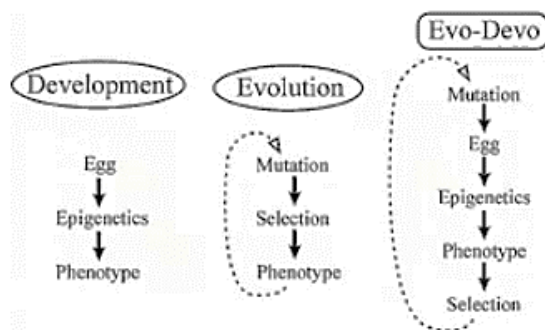 Development
Egg
Epigenetics
Phenotype
Evolution
Mutation
Selection
Phenotype
Evo-Devo
Mutation
Egg
Epigenetics
Phenotype
Selection